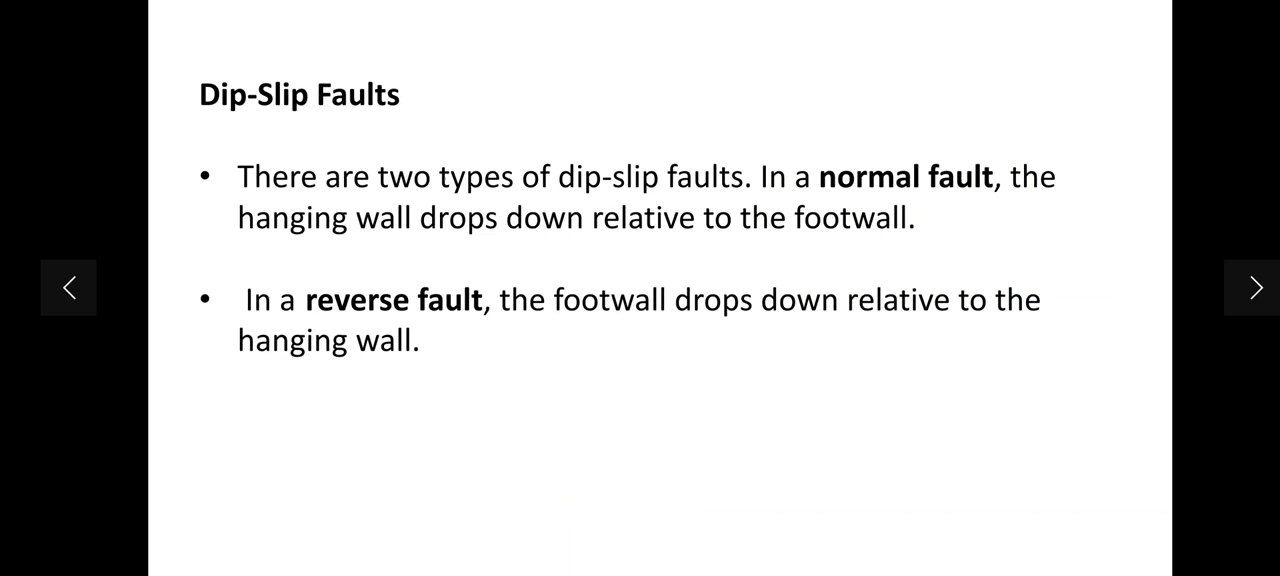 Dip-Slip Faults
• There are two types of dip-slip faults. In a normal fault, the
hanging wall drops down relative to the footwall.
• In a reverse fault, the footwall drops down relative to the
hanging wall.